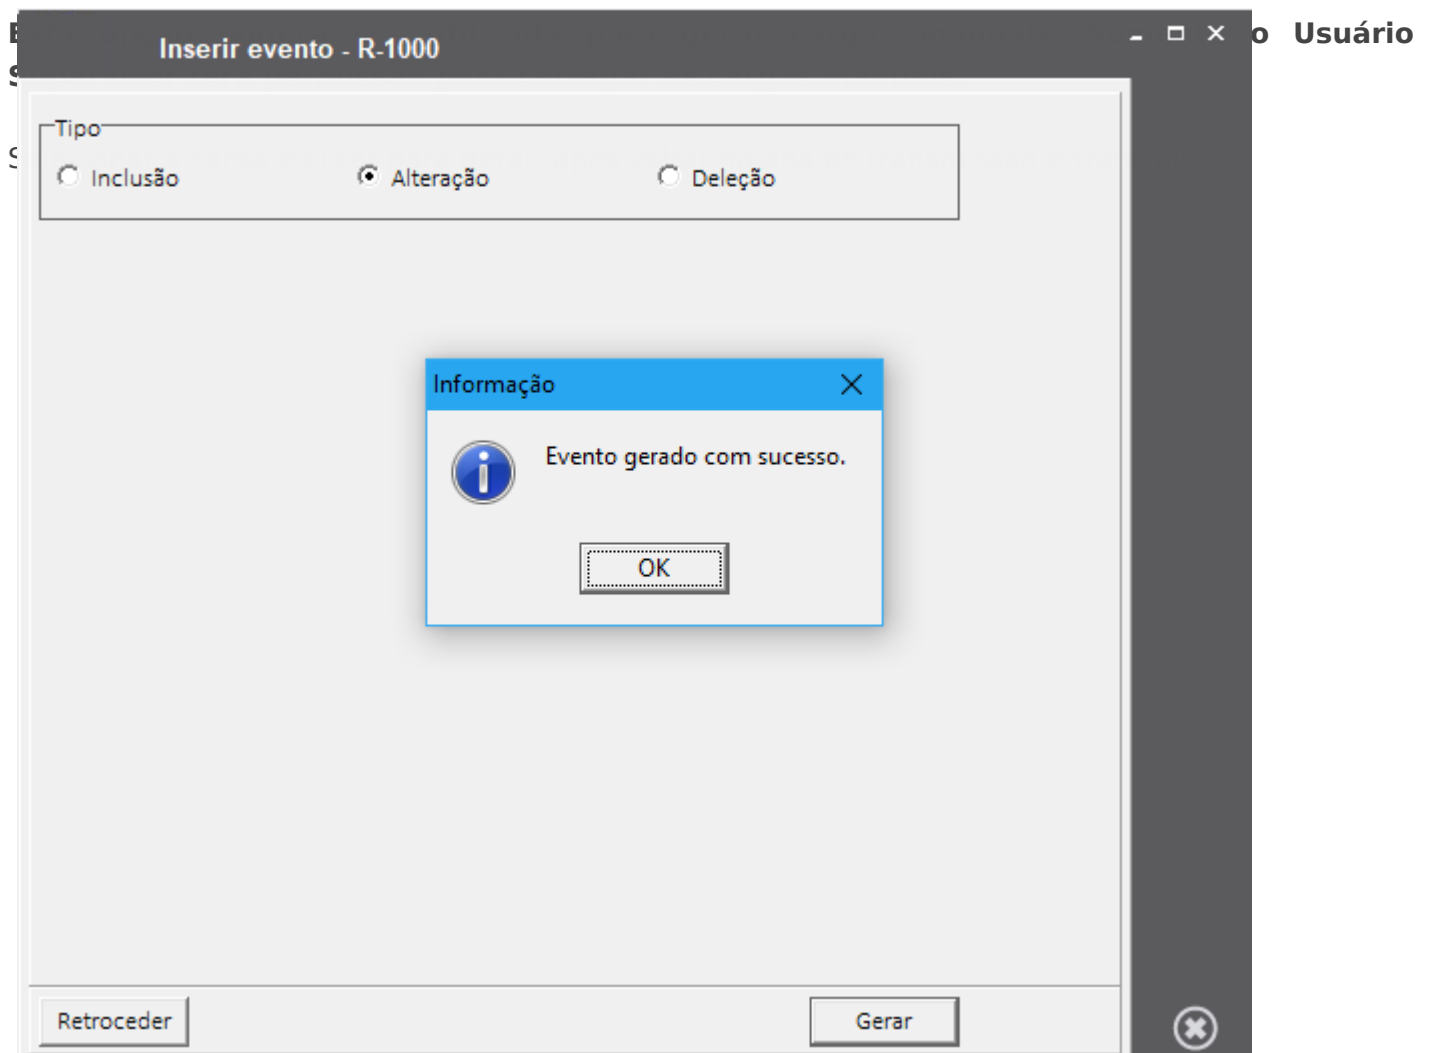 o Usuário
Inserir evento - R-1000
Tipo
Inclusão Alteração Deleção
Informação
Evento gerado com sucesso.
OK
Retroceder Gerar